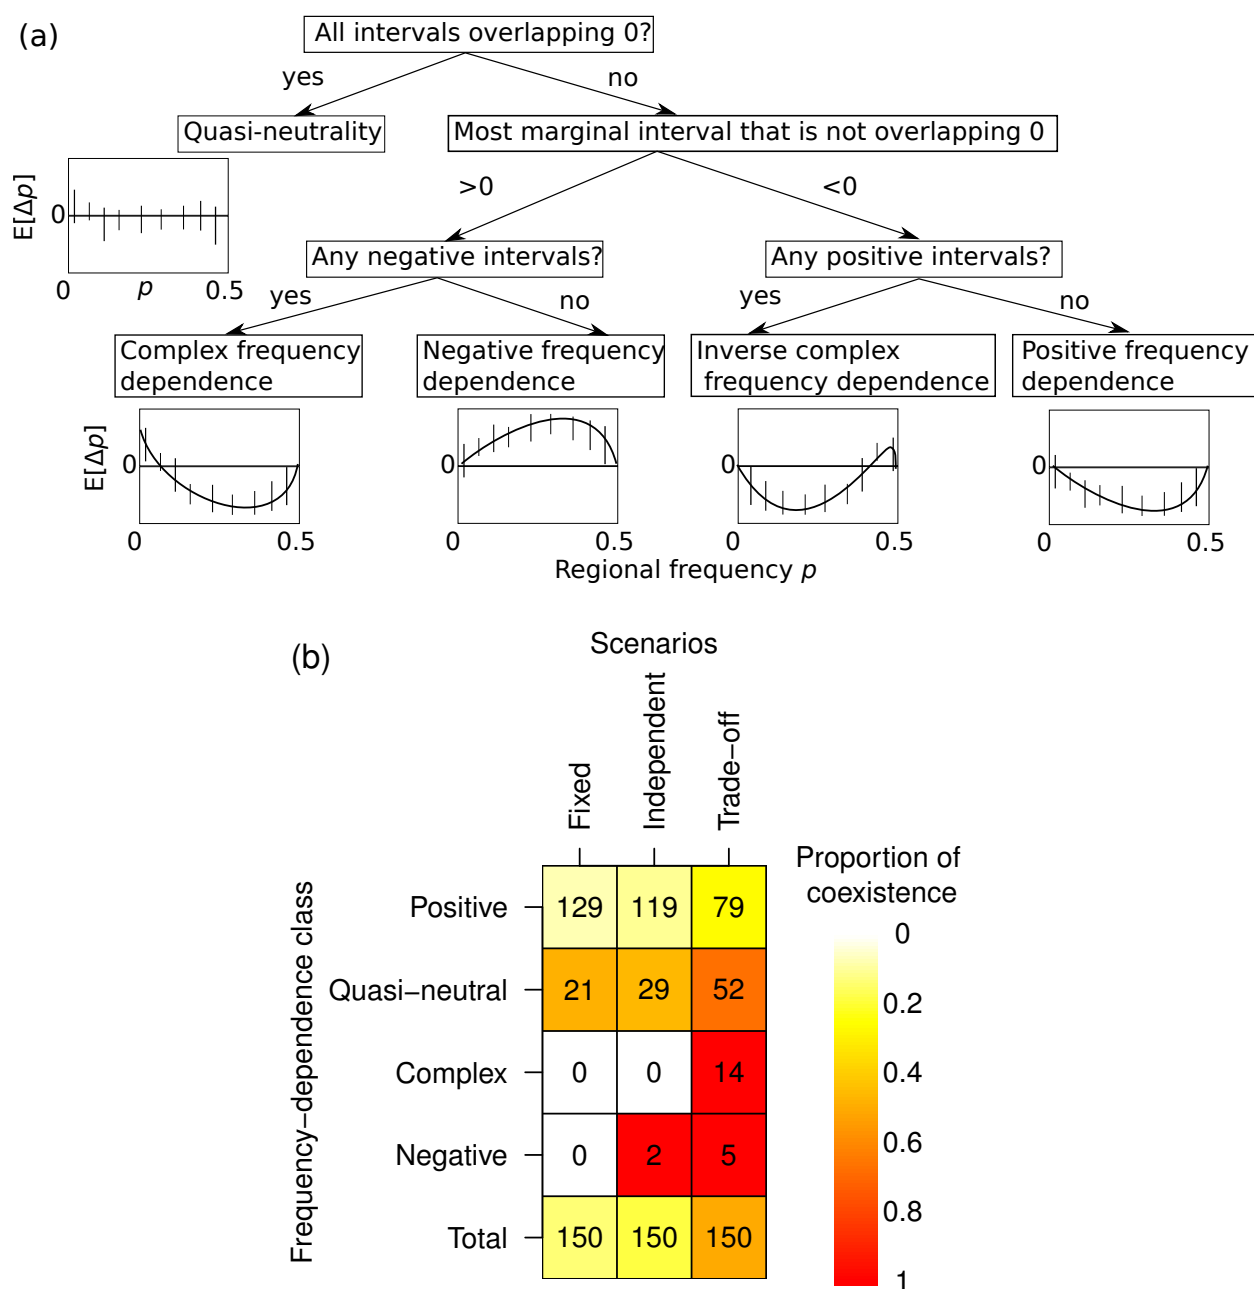 (a)
All intervals overlapping 0?
yes
no
Quasi-neutrality
Most marginal interval that is not overlapping 0
>0
<0
E[Δp]
0
0
p
0.5
Any negative intervals?
Any positive intervals?
yes
no
yes
no
Complex frequency
dependence
Negative frequency
dependence
Inverse complex
frequency dependence
Positive frequency
dependence
E[Δp]
0
0
0
0
0
0.5
0
0.5
0
0.5
0
0.5
Regional frequency p
(b)
Scenarios
Fixed
Independent
Trade−off
Frequency−dependence class
Positive
129
119
79
Quasi−neutral
21
29
52
Complex
0
0
14
Negative
0
2
5
Total
150
150
150
Proportion of
coexistence
0
0.2
0.4
0.6
0.8
1